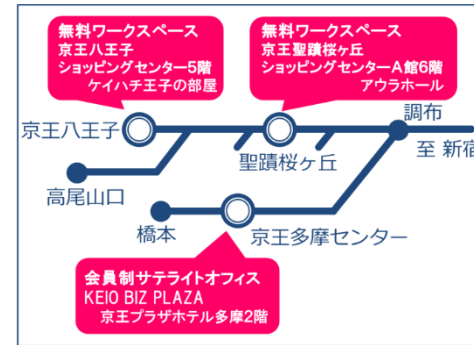 無料ワークスペース
京王八王子
ショッピングセンター5階
ケイハチ王子の部屋
無料ワークスペース
京王聖蹟桜ヶ丘
ショッピングセンターA館6階
アウラホール
京王八王子
聖蹟桜ヶ丘
調布
至 新宿
高尾山口
橋本
京王多摩センター
会員制サテライトオフィス
KEIO BIZ PLAZA
京王プラザホテル多摩2階